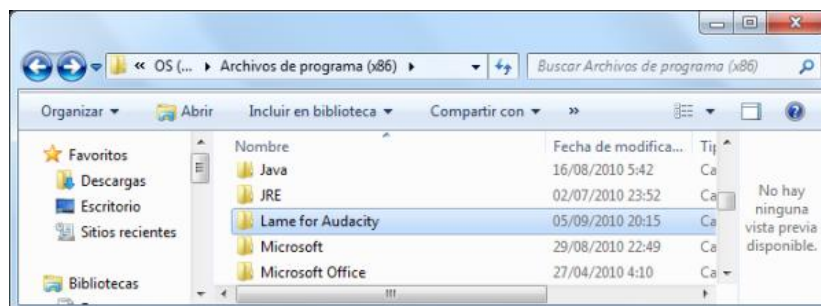 « OS (... ▸ Archivos de programa (x86) ▸
Buscar Archivos de programa (x86)
Organizar Abrir Incluir en biblioteca Compartir con »
Favoritos
Descargas
Escritorio
Sitios recientes
Bibliotecas
Nombre Fecha de modifica... Tip
Java 16/08/2010 5:42 Ca
JRE 02/07/2010 23:52 Ca
Lame for Audacity 05/09/2010 20:15 Ca
Microsoft 29/08/2010 22:49 Ca
Microsoft Office 27/04/2010 4:10 Ca
No hay
ninguna
vista previa
disponible.